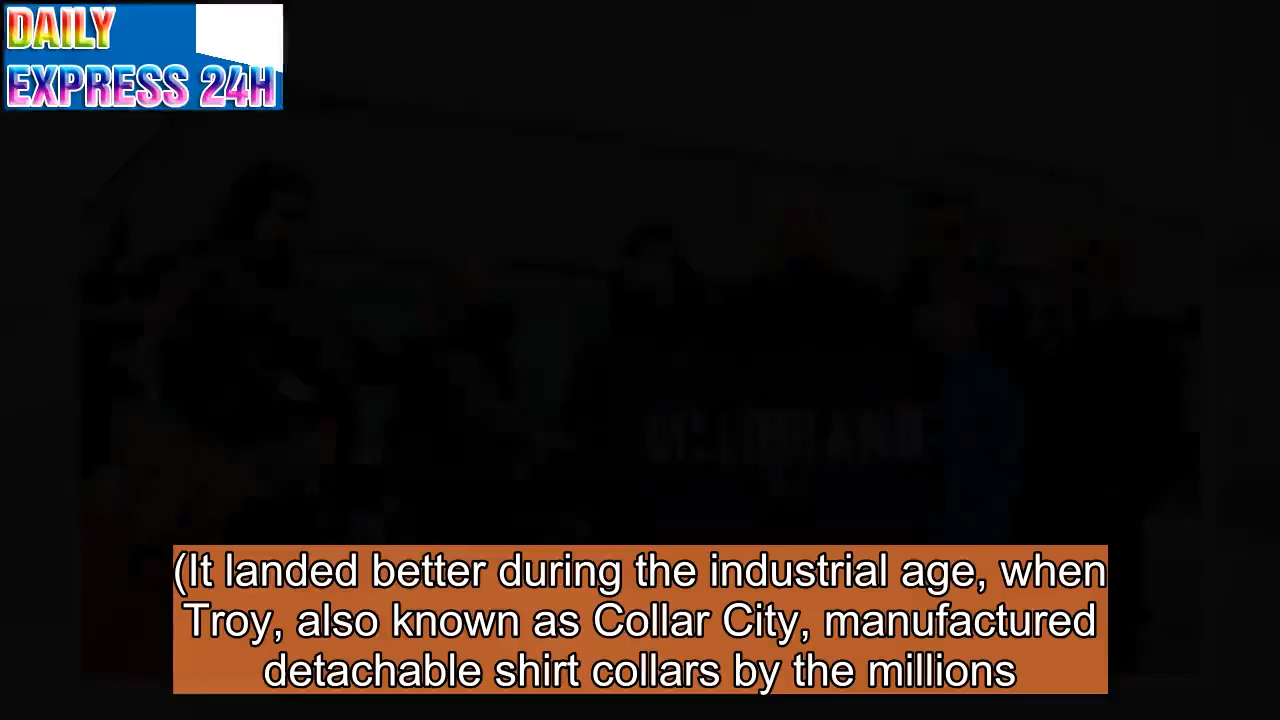 DAILY
EXPRESS 24H
(It landed better during the industrial age, when
Troy, also known as Collar City, manufactured
detachable shirt collars by the millions